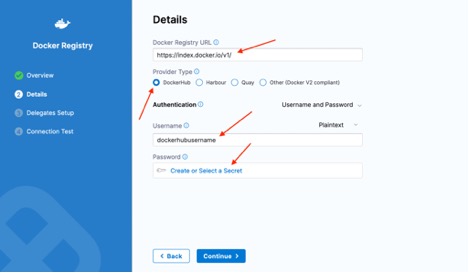 Docker Registry
Overview
2 Details
3 Delegates Setup
4 Connection Test
Details
Docker Registry URL
https://index.docker.io/v1/
Provider Type
DockerHub Harbour Quay Other (Docker V2 compliant)
Authentication Username and Password
Username Plaintext
dockerhubusername
Password
Create or Select a Secret
< Back Continue >